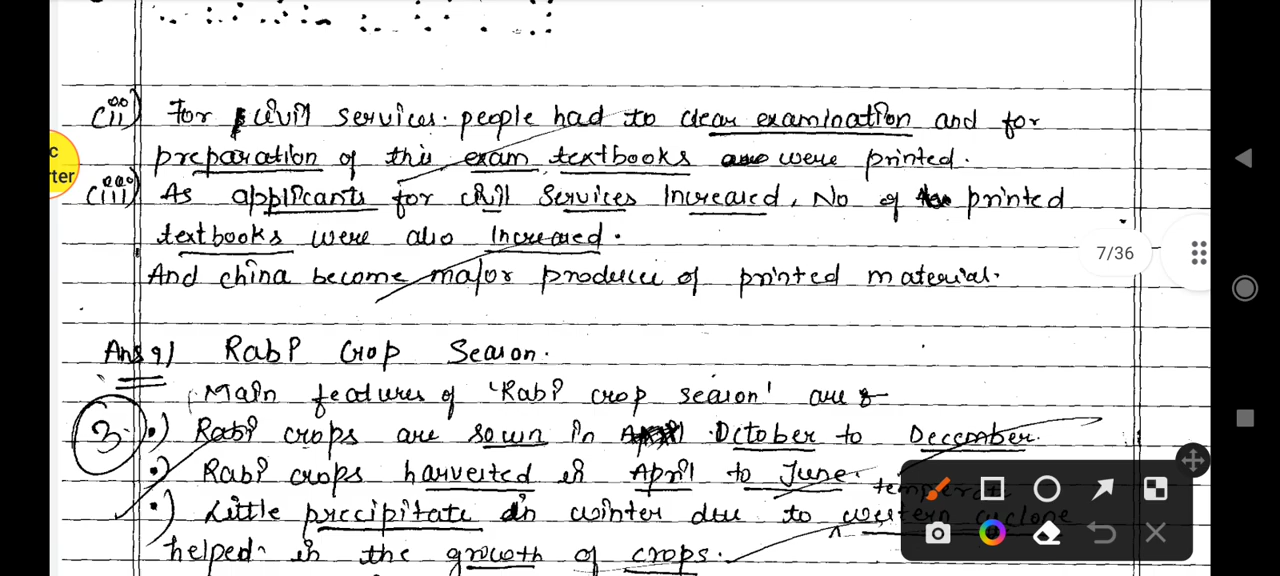 (ii) For civil services. people had to clear examination and for
preparation of this exam textbooks were printed.
(iii) As applicants for civil services Increased, No of printed
textbooks were also Increased.
And china become major producer of printed material.
c
ter
7/36
Ans 9) Rabi Crop Season.
Main features of 'Rabi crop season' are :-
3
•) Rabi crops are sown in October to December.
•) Rabi crops harvested in April to June.
temperate
•) Little precipitate in winter due to western cyclone
helped in the growth of crops.